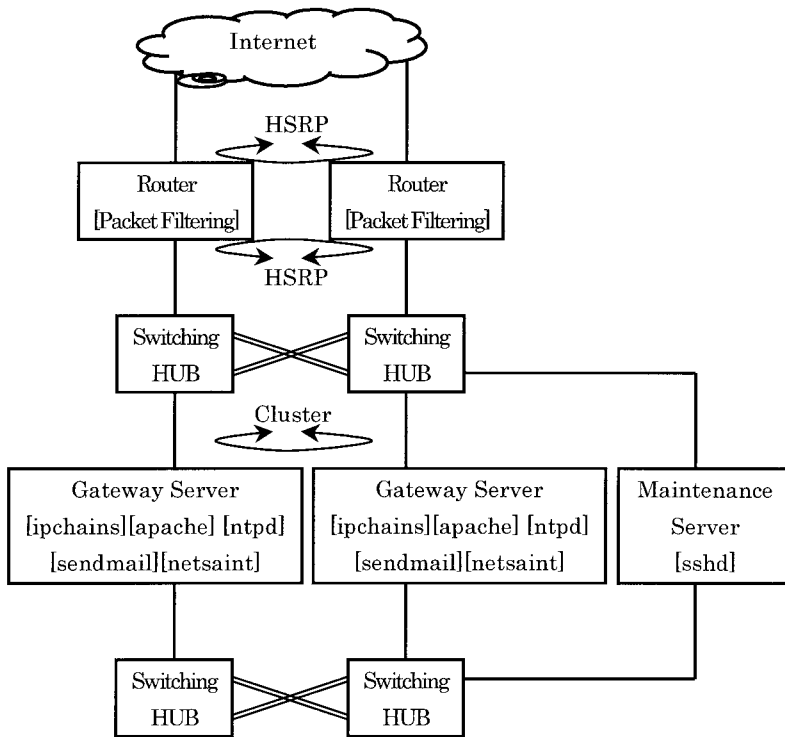 Internet
HSRP
Router
[Packet Filtering]
Router
[Packet Filtering]
HSRP
Switching
HUB
Switching
HUB
Cluster
Gateway Server
[ipchains][apache] [ntpd]
[sendmail}[netsaint]
Gateway Server
[ipchains][apache] [ntpd]
[sendmail}[netsaint]
Maintenance
Server
[sshd]
Switching
HUB
Switching
HUB